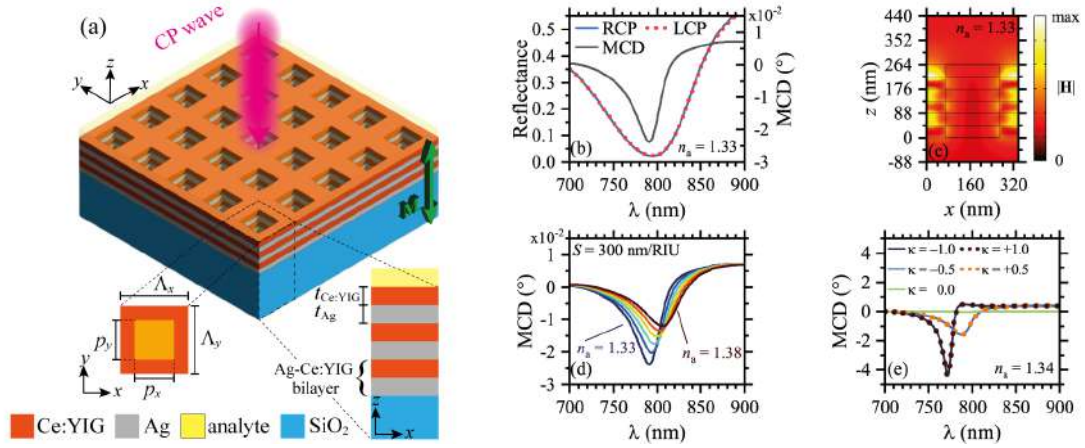 (a)
CP wave
z
y
x
M
Λx
Λy
py
px
y
x
tCe:YIG
tAg
Ag-Ce:YIG
bilayer
z
x
Ce:YIG
Ag
analyte
SiO2
x10⁻²
RCP
LCP
MCD
0.5
0.4
0.3
0.2
0.1
0.0
Reflectance
1
0
-1
-2
-3
MCD (°)
(b)
na = 1.33
700 750 800 850 900
λ (nm)
440
352
264
176
88
0
-88
z (nm)
na = 1.33
(c)
0 160 320
x (nm)
max
|H|
0
x10⁻²
S = 300 nm/RIU
1
0
-1
-2
-3
MCD (°)
na = 1.33
na = 1.38
(d)
700 750 800 850 900
λ (nm)
x10⁻²
κ = −1.0
κ = +1.0
κ = −0.5
κ = +0.5
κ = 0.0
4
2
0
-2
-4
MCD (°)
(e)
na = 1.34
700 750 800 850 900
λ (nm)